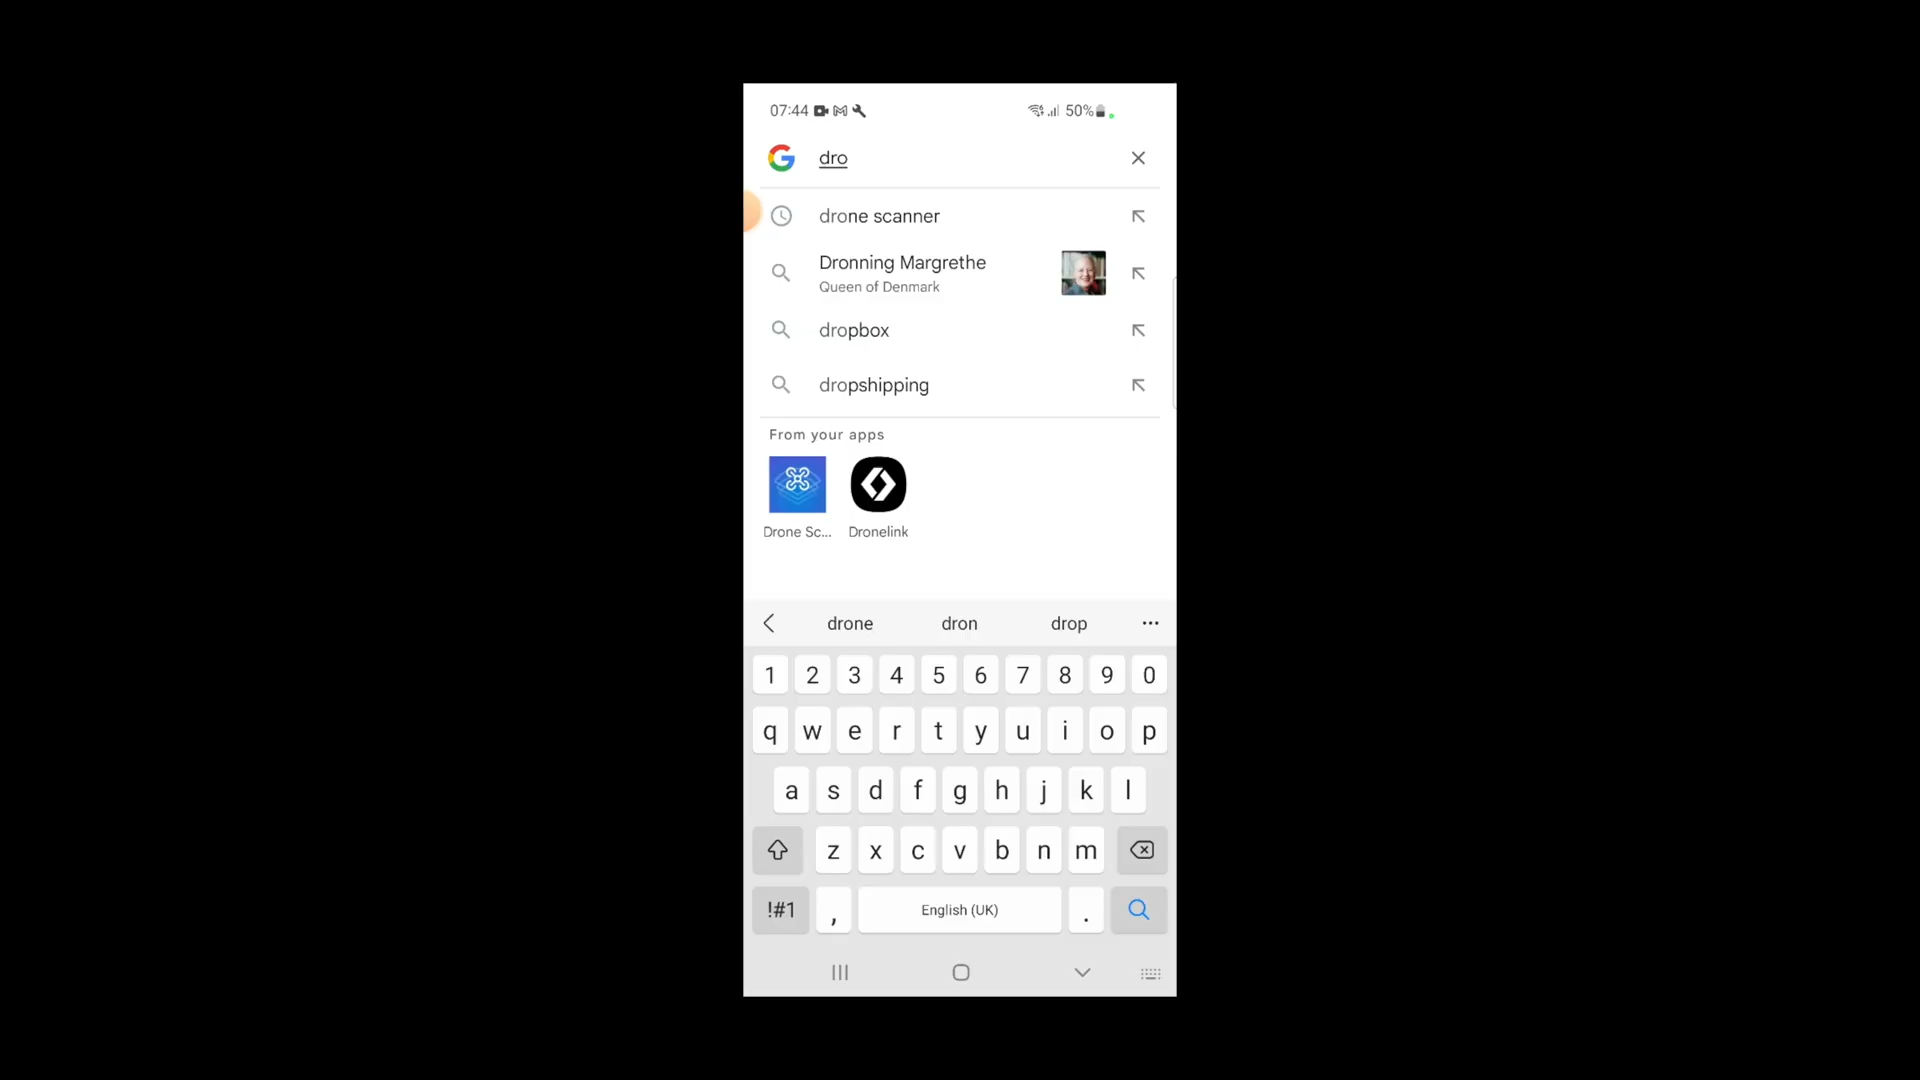 07:44 50%
dro
drone scanner
Dronning Margrethe
Queen of Denmark
dropbox
dropshipping
From your apps
Drone Sc... Dronelink
drone dron drop
1 2 3 4 5 6 7 8 9 0
q w e r t y u i o p
a s d f g h j k l
z x c v b n m
!#1 , English (UK) .